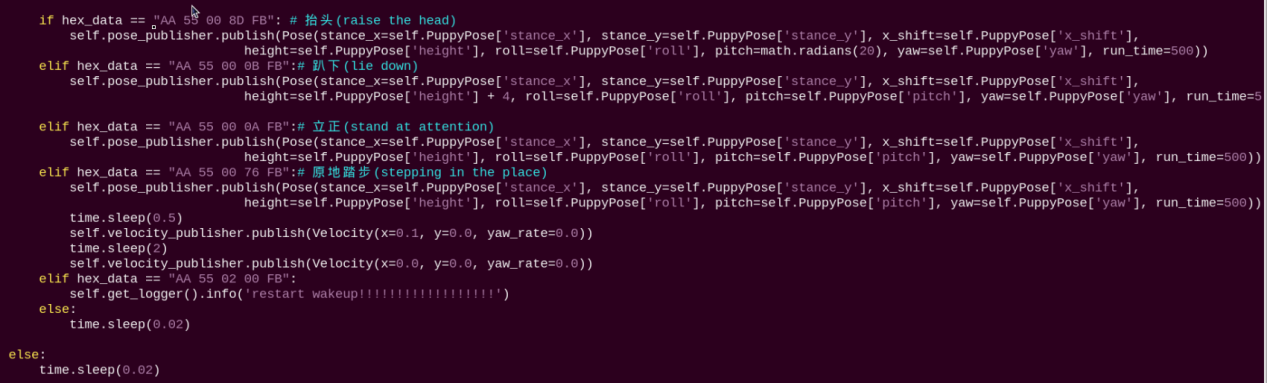 if hex_data == "AA 55 00 8D FB": # 抬头(raise the head)
self.pose_publisher.publish(Pose(stance_x=self.PuppyPose['stance_x'], stance_y=self.PuppyPose['stance_y'], x_shift=self.PuppyPose['x_shift'],
height=self.PuppyPose['height'], roll=self.PuppyPose['roll'], pitch=math.radians(20), yaw=self.PuppyPose['yaw'], run_time=500))
elif hex_data == "AA 55 00 0B FB":# 趴下(lie down)
self.pose_publisher.publish(Pose(stance_x=self.PuppyPose['stance_x'], stance_y=self.PuppyPose['stance_y'], x_shift=self.PuppyPose['x_shift'],
height=self.PuppyPose['height'] + 4, roll=self.PuppyPose['roll'], pitch=self.PuppyPose['pitch'], yaw=self.PuppyPose['yaw'], run_time=5
elif hex_data == "AA 55 00 0A FB":# 立正(stand at attention)
self.pose_publisher.publish(Pose(stance_x=self.PuppyPose['stance_x'], stance_y=self.PuppyPose['stance_y'], x_shift=self.PuppyPose['x_shift'],
height=self.PuppyPose['height'], roll=self.PuppyPose['roll'], pitch=self.PuppyPose['pitch'], yaw=self.PuppyPose['yaw'], run_time=500))
elif hex_data == "AA 55 00 76 FB":# 原地踏步(stepping in the place)
self.pose_publisher.publish(Pose(stance_x=self.PuppyPose['stance_x'], stance_y=self.PuppyPose['stance_y'], x_shift=self.PuppyPose['x_shift'],
height=self.PuppyPose['height'], roll=self.PuppyPose['roll'], pitch=self.PuppyPose['pitch'], yaw=self.PuppyPose['yaw'], run_time=500))
time.sleep(0.5)
self.velocity_publisher.publish(Velocity(x=0.1, y=0.0, yaw_rate=0.0))
time.sleep(2)
self.velocity_publisher.publish(Velocity(x=0.0, y=0.0, yaw_rate=0.0))
elif hex_data == "AA 55 02 00 FB":
self.get_logger().info('restart wakeup!!!!!!!!!!!!!!!!!!')
else:
time.sleep(0.02)
else:
time.sleep(0.02)